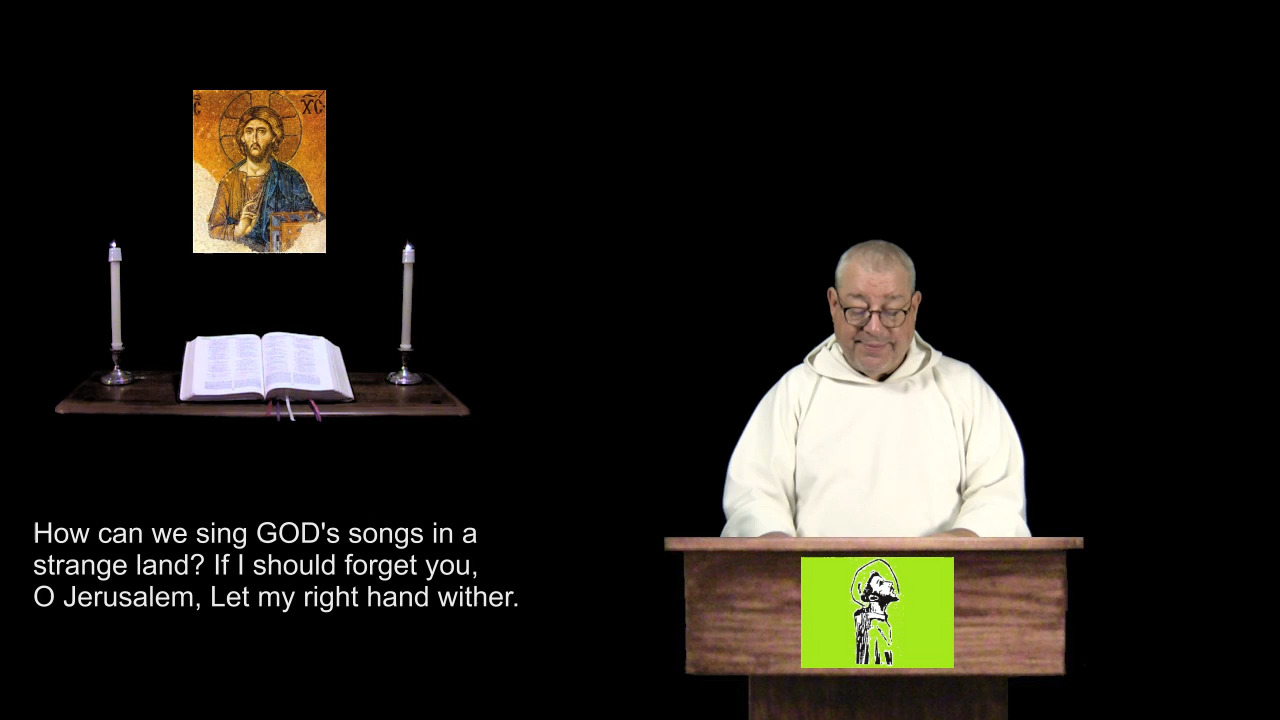 C XC
How can we sing GOD's songs in a
strange land? If I should forget you,
O Jerusalem, Let my right hand wither.